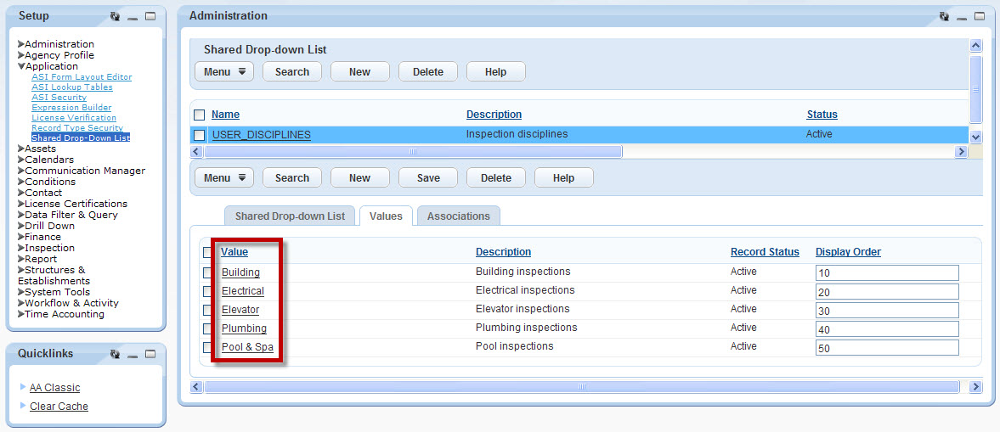 Setup
Administration
Agency Profile
Application
ASI Form Layout Editor
ASI Lookup Tables
ASI Security
Expression Builder
License Verification
Record Type Security
Shared Drop-Down List
Assets
Calendars
Communication Manager
Conditions
Contact
License Certifications
Data Filter & Query
Drill Down
Finance
Inspection
Report
Structures &
Establishments
System Tools
Workflow & Activity
Time Accounting
Quicklinks
AA Classic
Clear Cache
Administration
Shared Drop-down List
Menu Search New Delete Help
Name Description Status
USER_DISCIPLINES Inspection disciplines Active
Menu Search New Save Delete Help
Shared Drop-down List Values Associations
Value Description Record Status Display Order
Building Building inspections Active 10
Electrical Electrical inspections Active 20
Elevator Elevator inspections Active 30
Plumbing Plumbing inspections Active 40
Pool & Spa Pool inspections Active 50